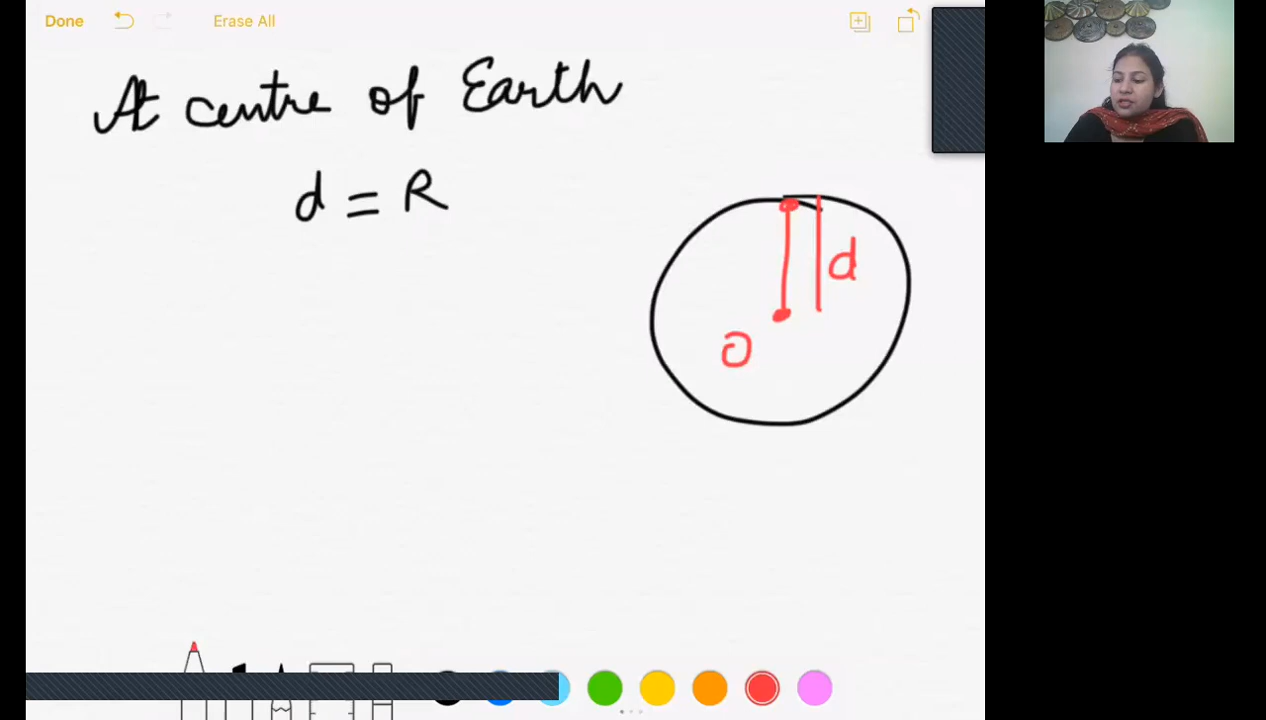 Done Erase All
At centre of Earth
d = R
d
O